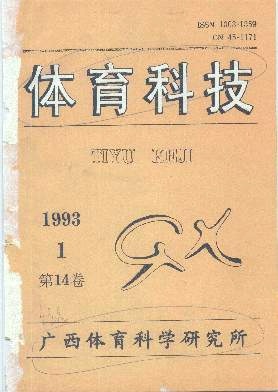 ISSN 1003-1359
CN 45-1171
体育科技
TIYU KEJI
1993
1
第14卷
广西体育科学研究所